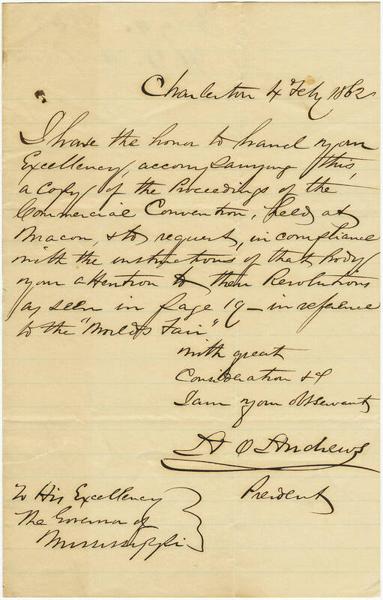 Charleston 4 Feby 1862
I have the honor to hand your
Excellency, accompanying this,
a copy of the Proceedings of the
Commercial Convention, held at
Macon, & to request, in compliance
with the instructions of that body
your attention to their Resolutions
as seen in page 19 - in reference
to the "World's Fair"
With great
Consideration &c
I am your obt servant
A O Andrews
President
To His Excellency
The Governor of
Mississippi